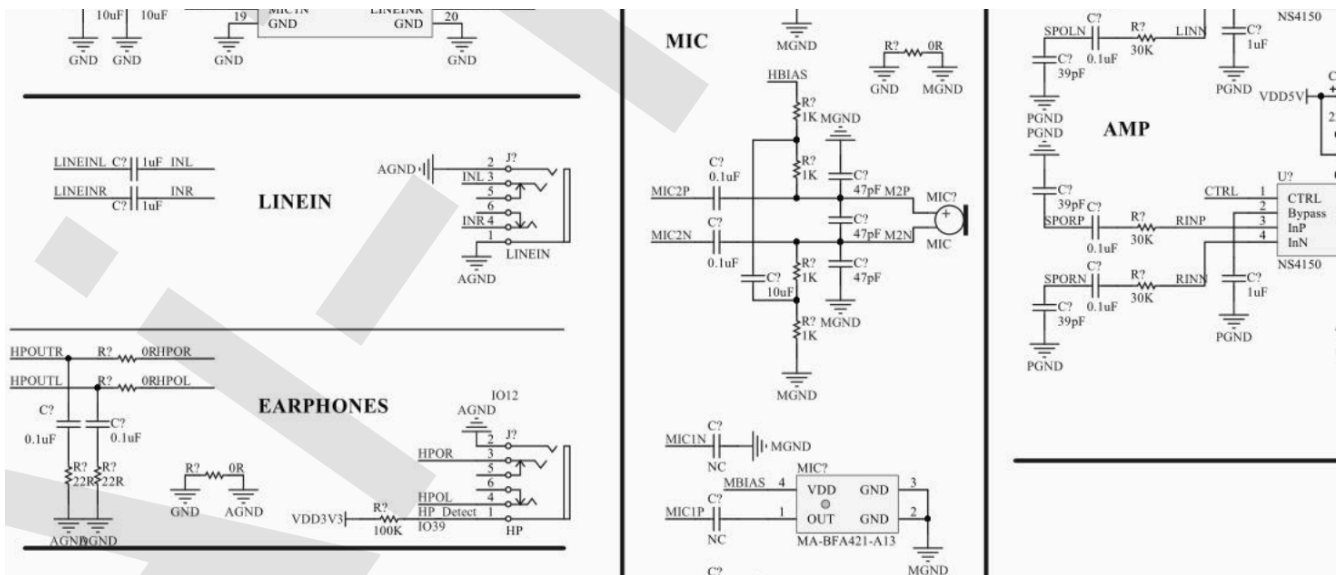 10uF 10uF
GND GND
19 MIC1N LINEINR 20
GND GND
GND GND
LINEINL C? 1uF INL
LINEINR C? 1uF INR
LINEIN
AGND 2 J?
INL 3
5
6
INR 4
1
LINEIN
AGND
HPOUTR R? 0RHPOR
HPOUTL R? 0RHPOL
EARPHONES
C? C?
0.1uF 0.1uF
R? R?
22R 22R
AGND AGND
R? 0R
GND AGND
IO12
AGND
2 J?
HPOR 3
5
6
HPOL 4
HP_Detect 1
VDD3V3 R? IO39 HP
100K
MIC
MGND
R? 0R
GND MGND
HBIAS
R?
1K
MGND
R?
1K
C?
47pF
C?
0.1uF
MIC2P M2P MIC?
C?
47pF
MIC2N M2N MIC
C?
0.1uF
R?
1K
C?
47pF
C?
10uF
MGND
R?
1K
MGND
C?
MIC1N MGND
NC
MIC?
MBIAS 4 VDD GND 3
C?
MIC1P 1 OUT GND 2
NC
MA-BFA421-A13
MGND
C?
C? R?
SPOLN LINN
0.1uF 30K
C?
39pF
PGND
C?
1uF
PGND
NS4150
VDD5V
AMP
PGND
C?
39pF
C? R?
SPORP RINP
0.1uF 30K
C? R?
SPORN RINN
0.1uF 30K
C?
39pF
PGND
U?
CTRL 1 CTRL
2 Bypass
3 InP
4 InN
NS4150
C?
1uF
PGND